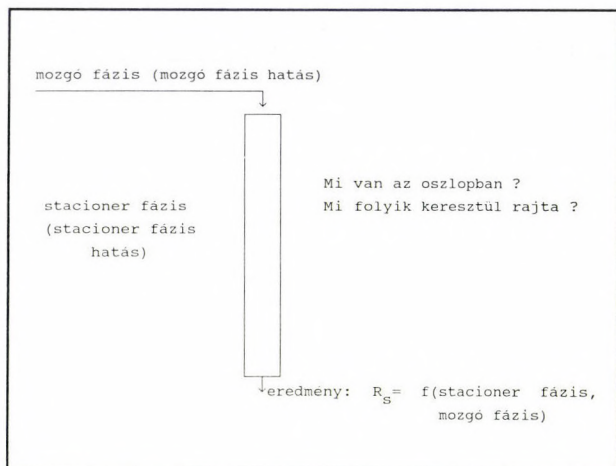 mozgó fázis (mozgó fázis hatás)
Mi van az oszlopban ?
Mi folyik keresztül rajta ?
stacioner fázis
(stacioner fázis
hatás)
eredmény: R_S= f(stacioner fázis,
mozgó fázis)